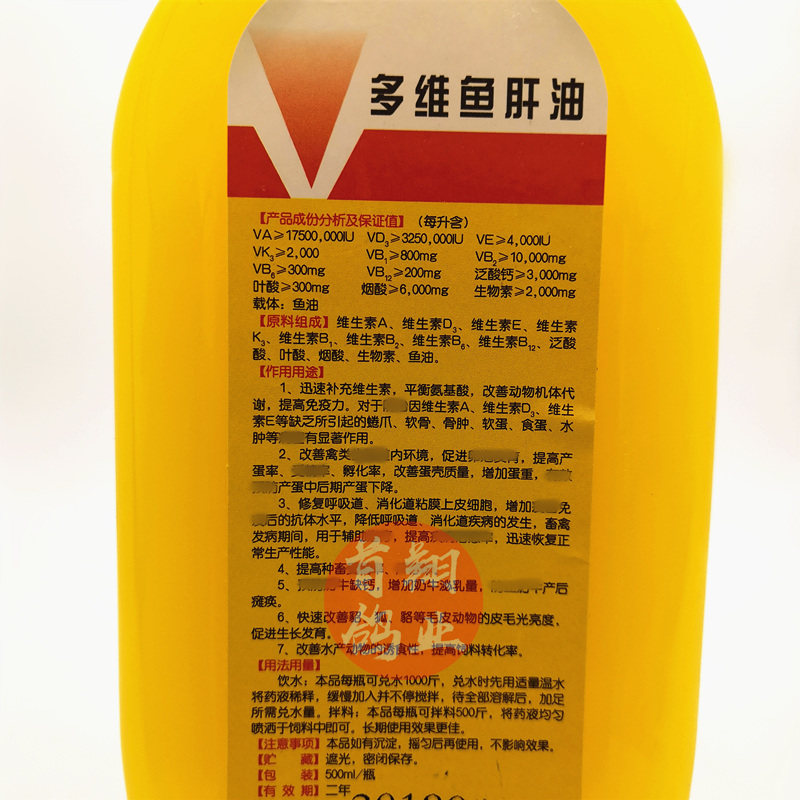 多维鱼肝油
【产品成份分析及保证值】（每升含）
VA≥17500,000IU VD₃≥3250,000IU VE≥4,000IU
VK₃≥2,000 VB₁≥800mg VB₂≥10,000mg
VB₆≥300mg VB₁₂≥200mg 泛酸钙≥3,000mg
叶酸≥300mg 烟酸≥6,000mg 生物素≥2,000mg
载体：鱼油
【原料组成】维生素A、维生素D₃、维生素E、维生素
K₃、维生素B₁、维生素B₂、维生素B₆、维生素B₁₂、泛酸
酸、叶酸、烟酸、生物素、鱼油。
【作用用途】
1、迅速补充维生素，平衡氨基酸，改善动物机体代
谢，提高免疫力。对于 因维生素A、维生素D₃、维生
素E等缺乏所引起的蜷爪、软骨、骨肿、软蛋、食蛋、水
肿等 有显著作用。
2、改善禽类 内环境，促进 ，提高产
蛋率、 、孵化率，改善蛋壳质量，增加蛋重，
产蛋中后期产蛋下降。
3、修复呼吸道、消化道粘膜上皮细胞，增加 免
后的抗体水平，降低呼吸道、消化道疾病的发生，畜禽
发病期间，用于辅助 ，提高 ，迅速恢复正
常生产性能。
4、提高种畜
5、 牛缺钙，增加奶牛泌乳量， 产后
瘫痪。
6、快速改善貂、狐、貉等毛皮动物的皮毛光亮度，
促进生长发育。
7、改善水产动物的诱食性，提高饲料转化率。
首翔
鸽业
【用法用量】
饮水：本品每瓶可兑水1000斤，兑水时先用适量温水
将药液稀释，缓慢加入并不停搅拌，待全部溶解后，加足
所需兑水量。拌料：本品每瓶可拌料500斤，将药液均匀
喷洒于饲料中即可。长期使用效果更佳。
【注意事项】本品如有沉淀，摇匀后再使用，不影响效果。
【贮 藏】遮光，密闭保存。
【包 装】500ml/瓶
【有 效 期】二年